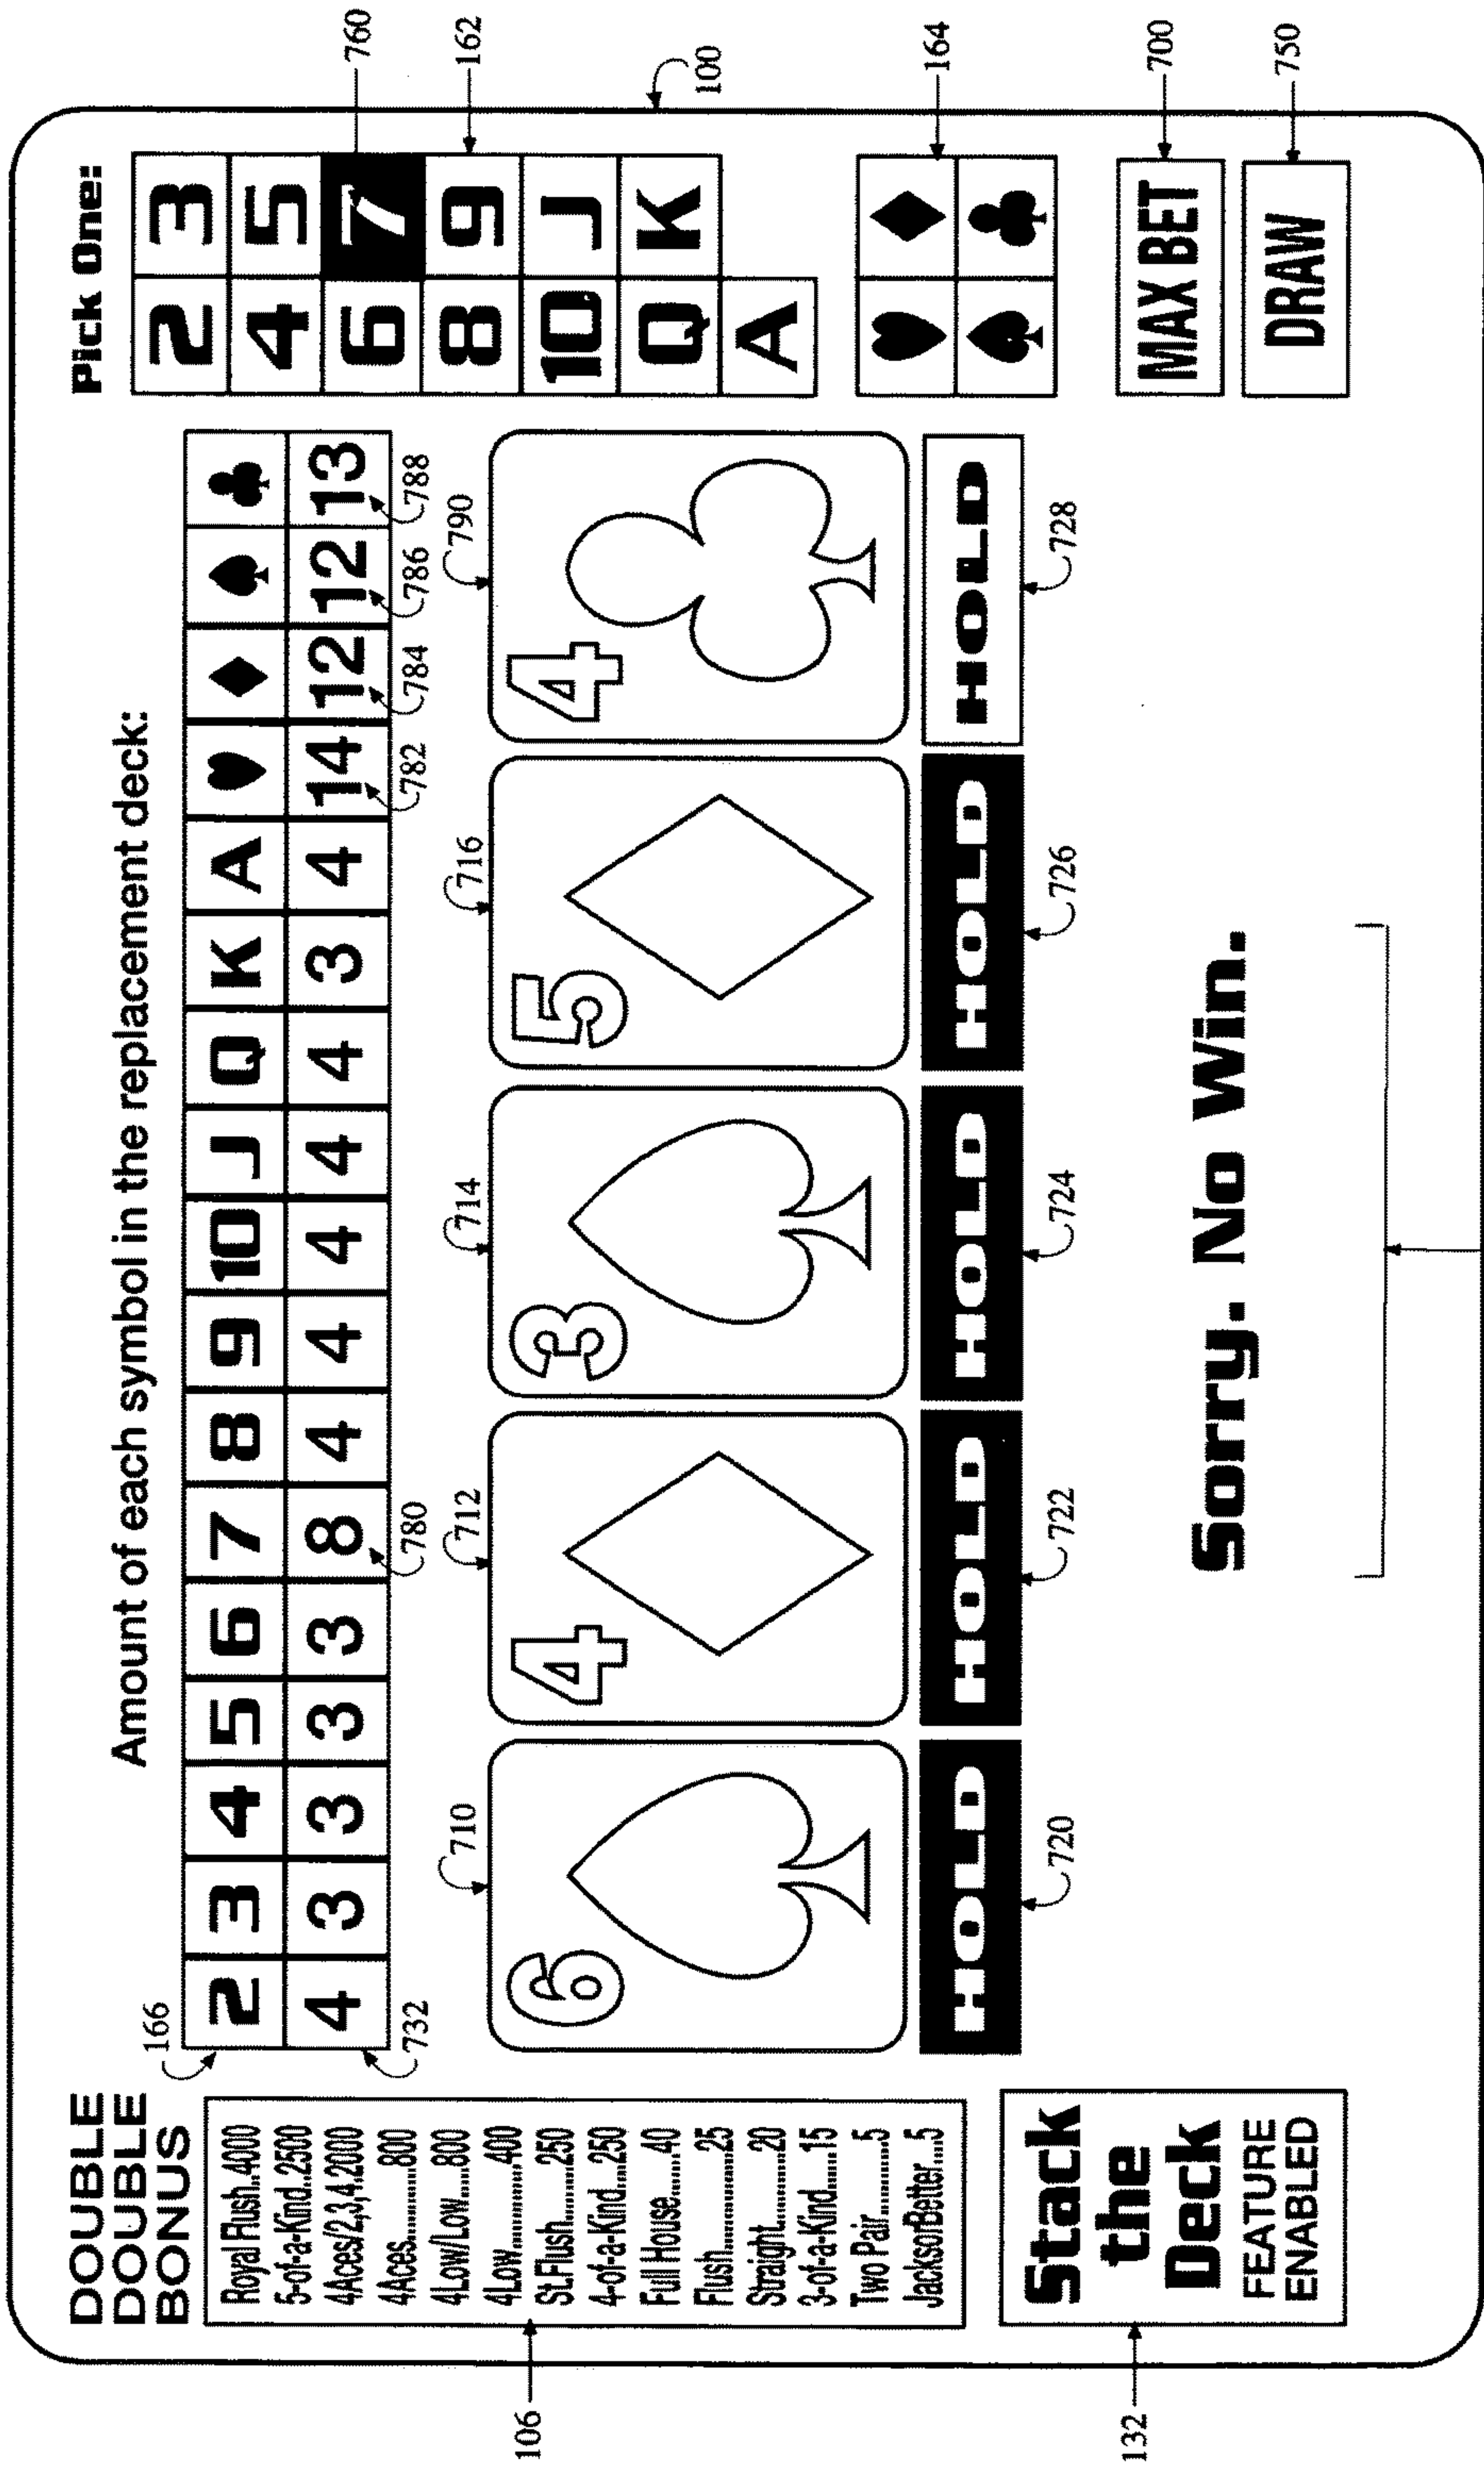 DOUBLE
DOUBLE
BONUS
Royal Flush..4000
5-of-a-Kind..2500
4Aces/2,3,4.2000
4Aces.........800
4Low/Low.....800
4Low..........400
St.Flush.......250
4-of-a-Kind...250
Full House.....40
Flush...........25
Straight........20
3-of-a-Kind...15
Two Pair........5
JacksorBetter....5
106
Stack
the
Deck
FEATURE
ENABLED
132
Amount of each symbol in the replacement deck:
166
2 3 4 5 6 7 8 9 10 J Q K A ♥ ♦ ♠ ♣
4 3 3 3 3 8 4 4 4 4 4 3 4 14 12 12 13
732 780 782 784 786 788
710 712 714 716 790
6 4 3 5 4
HOLD HOLD HOLD HOLD HOLD
720 722 724 726 728
Sorry. No Win.
Pick One:
2 3
4 5
6 7
8 9
10 J
Q K
A
760
162
100
♥ ♦
♠ ♣
164
MAX BET
700
DRAW
750